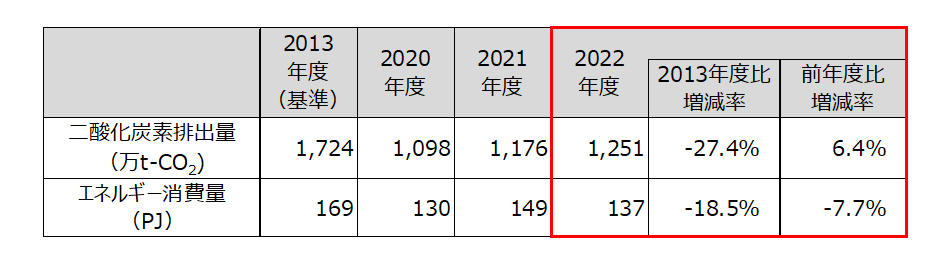 2013
年度
（基準）
2020
年度
2021
年度
2022
年度
2013年度比
増減率
前年度比
増減率
二酸化炭素排出量
（万t-CO2)
1,724
1,098
1,176
1,251
-27.4%
6.4%
エネルギー消費量
（PJ）
169
130
149
137
-18.5%
-7.7%